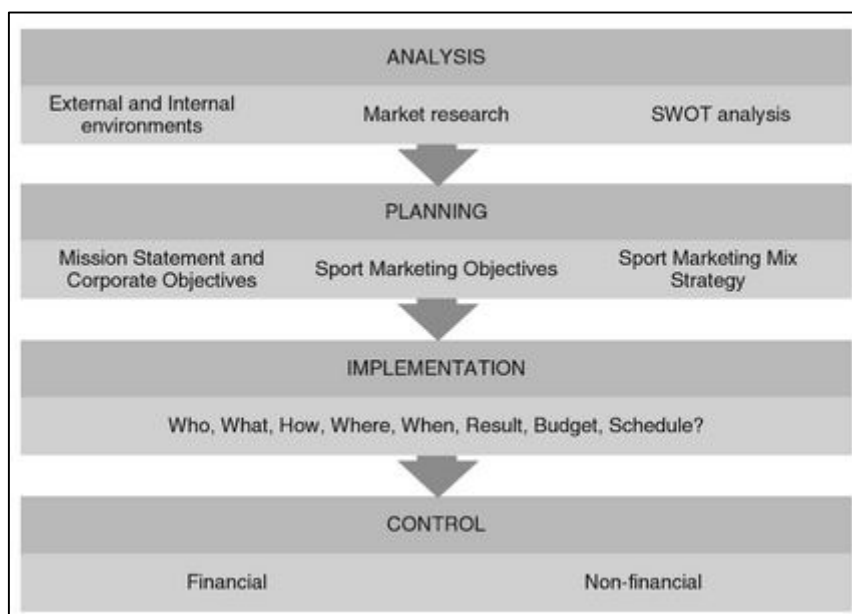 ANALYSIS
External and Internal
environments
Market research
SWOT analysis
PLANNING
Mission Statement and
Corporate Objectives
Sport Marketing Objectives
Sport Marketing Mix
Strategy
IMPLEMENTATION
Who, What, How, Where, When, Result, Budget, Schedule?
CONTROL
Financial
Non-financial